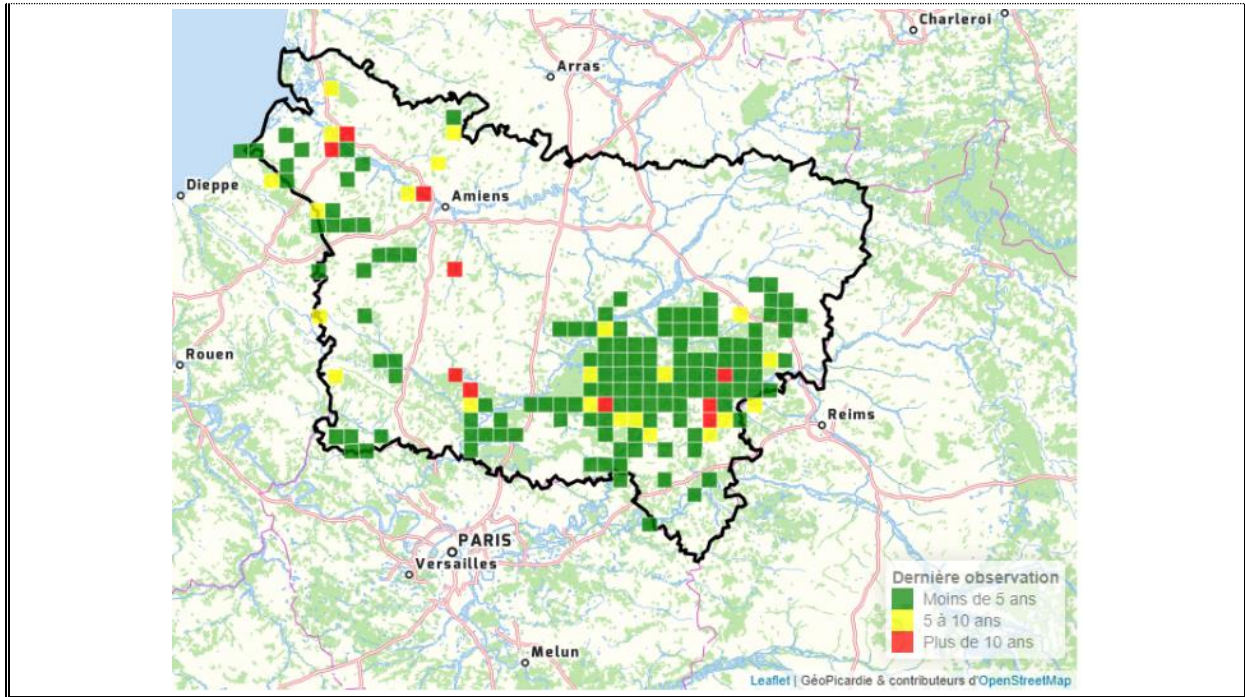 Charleroi
Arras
Dieppe
Amiens
Rouen
Reims
PARIS
Versailles
Dernière observation
Moins de 5 ans
5 à 10 ans
Plus de 10 ans
Melun
Leaflet | GéoPicardie & contributeurs d'OpenStreetMap